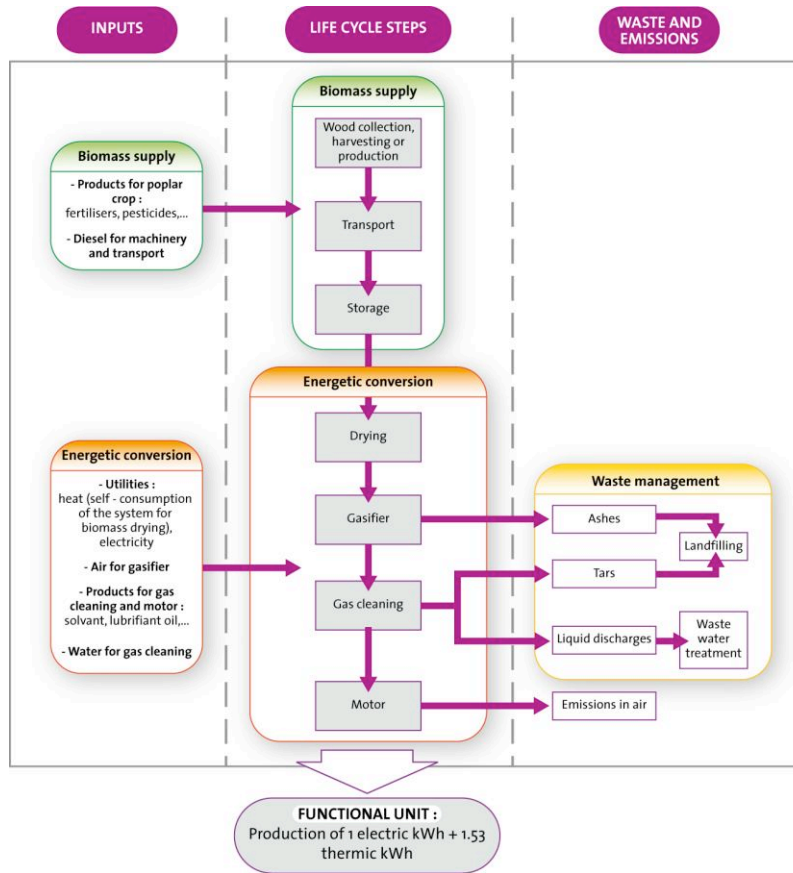 INPUTS
LIFE CYCLE STEPS
WASTE AND
EMISSIONS
Biomass supply
Wood collection,
harvesting or
production
Transport
Storage
Biomass supply
- Products for poplar
crop :
fertilisers, pesticides,...
- Diesel for machinery
and transport
Energetic conversion
Drying
Gasifier
Gas cleaning
Motor
Energetic conversion
- Utilities :
heat (self - consumption
of the system for
biomass drying),
electricity
- Air for gasifier
- Products for gas
cleaning and motor :
solvant, lubrifiant oil,...
- Water for gas cleaning
Waste management
Ashes
Landfilling
Tars
Liquid discharges
Waste
water
treatment
Emissions in air
FUNCTIONAL UNIT :
Production of 1 electric kWh + 1.53
thermic kWh